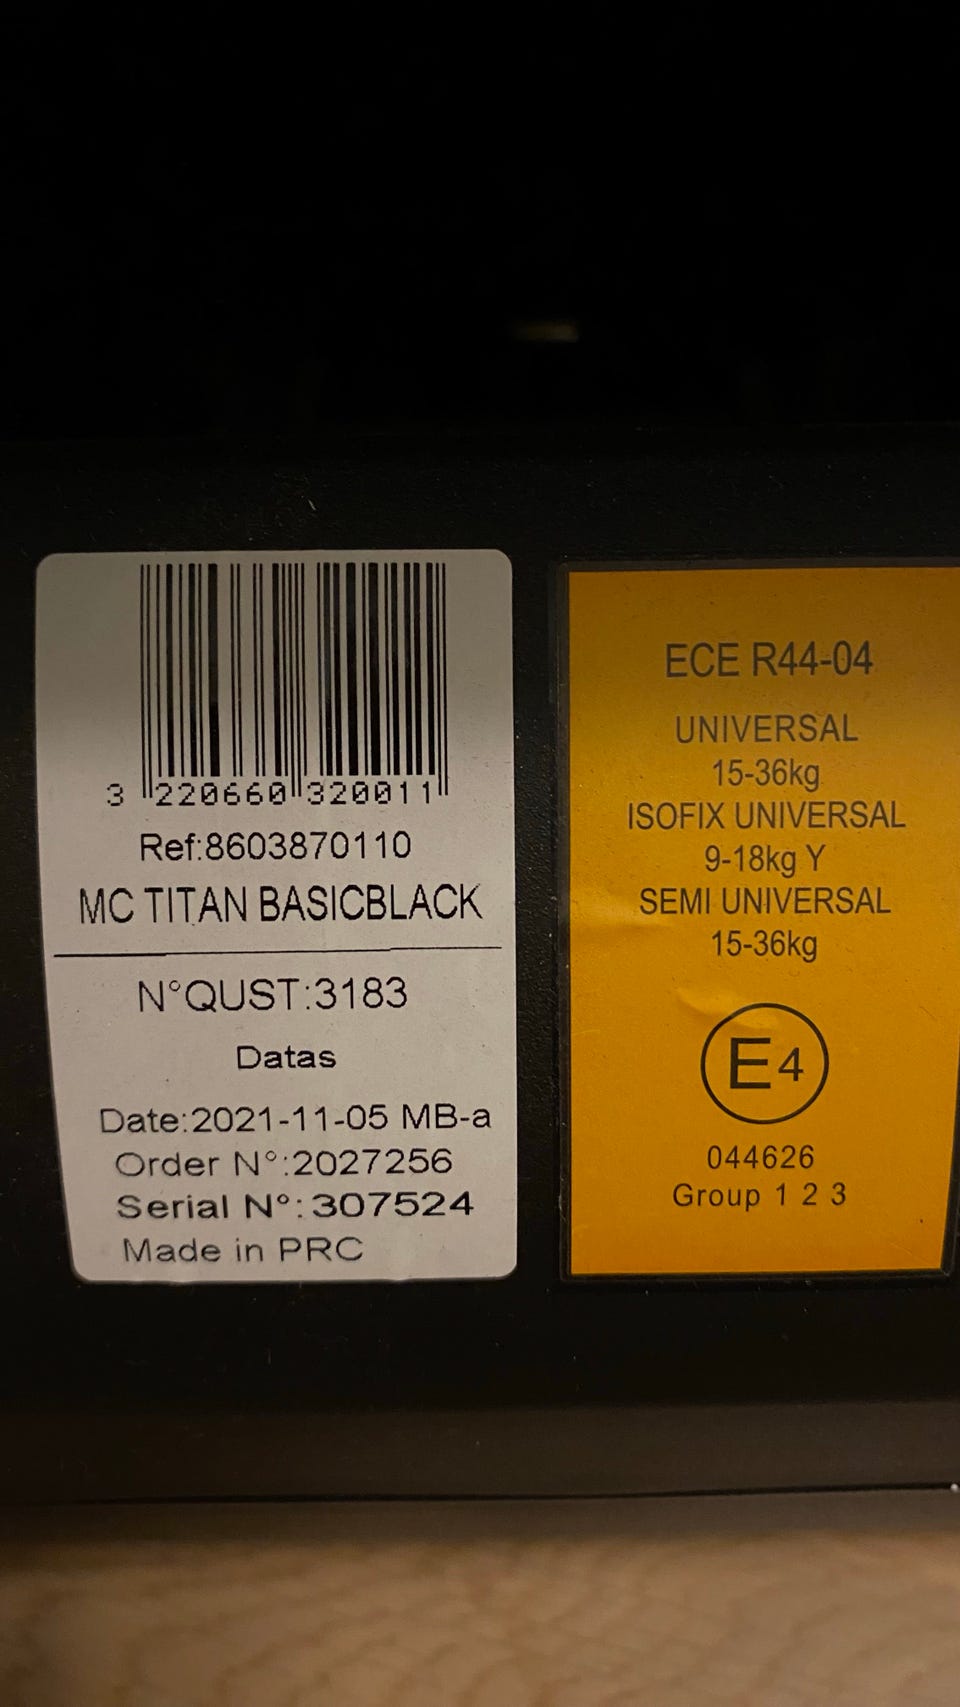 3 220660 320011
Ref:8603870110
MC TITAN BASICBLACK
N°QUST:3183
Datas
Date:2021-11-05 MB-a
Order N°:2027256
Serial N°:307524
Made in PRC
ECE R44-04
UNIVERSAL
15-36kg
ISOFIX UNIVERSAL
9-18kg Y
SEMI UNIVERSAL
15-36kg
E4
044626
Group 1 2 3